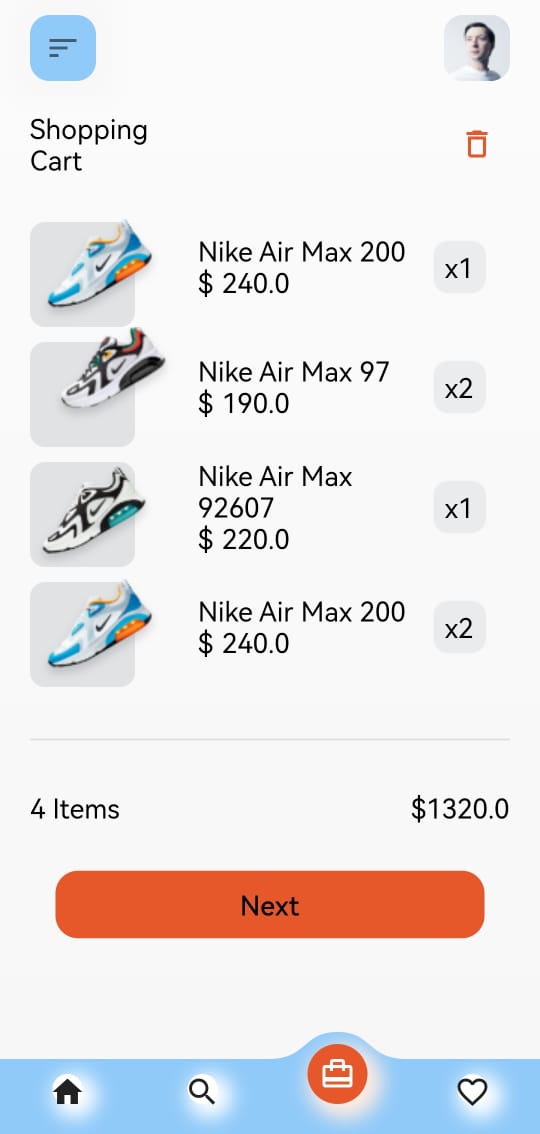 Shopping
Cart
Nike Air Max 200
$ 240.0
x1
Nike Air Max 97
$ 190.0
x2
Nike Air Max
92607
$ 220.0
x1
Nike Air Max 200
$ 240.0
x2
4 Items
$1320.0
Next